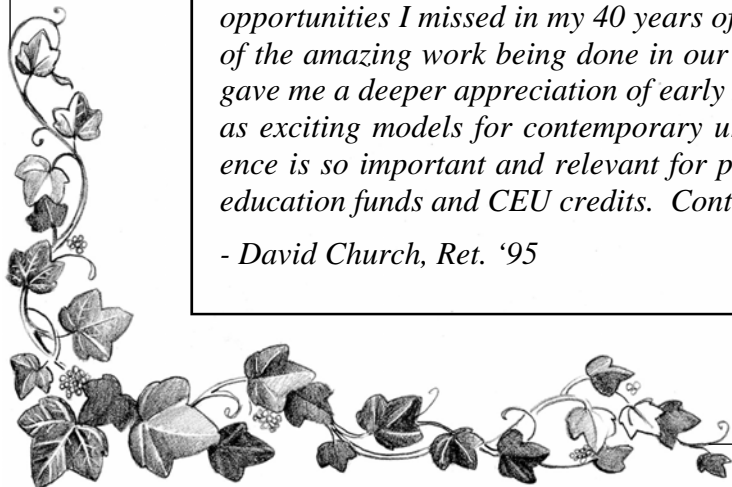 opportunities I missed in my 40 years of
of the amazing work being done in our
gave me a deeper appreciation of early
as exciting models for contemporary
ence is so important and relevant for
education funds and CEU credits. Cont
- David Church, Ret. ‘95